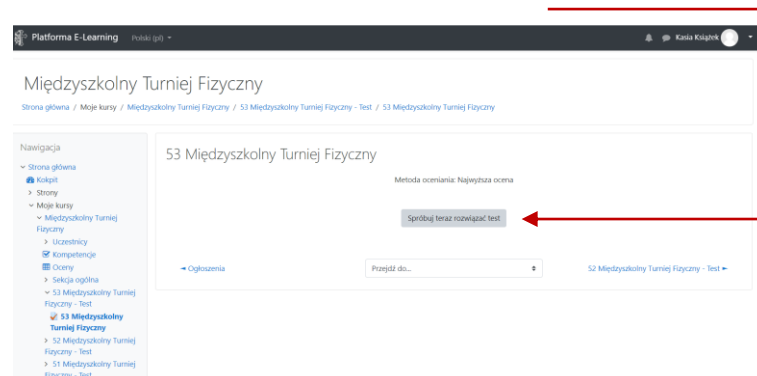 Platforma E-Learning Polski (pl)
Kasia Książek
Międzyszkolny Turniej Fizyczny
Strona główna / Moje kursy / Międzyszkolny Turniej Fizyczny / 53 Międzyszkolny Turniej Fizyczny - Test / 53 Międzyszkolny Turniej Fizyczny
Nawigacja
Strona główna
Kokpit
Strony
Moje kursy
Międzyszkolny Turniej
Fizyczny
Uczestnicy
Kompetencje
Oceny
Sekcja ogólna
53 Międzyszkolny Turniej
Fizyczny - Test
53 Międzyszkolny
Turniej Fizyczny
52 Międzyszkolny Turniej
Fizyczny - Test
51 Międzyszkolny Turniej
Fizyczny - Test
53 Międzyszkolny Turniej Fizyczny
Metoda oceniania: Najwyższa ocena
Spróbuj teraz rozwiązać test
◄ Ogłoszenia
Przejdź do...
52 Międzyszkolny Turniej Fizyczny - Test ►